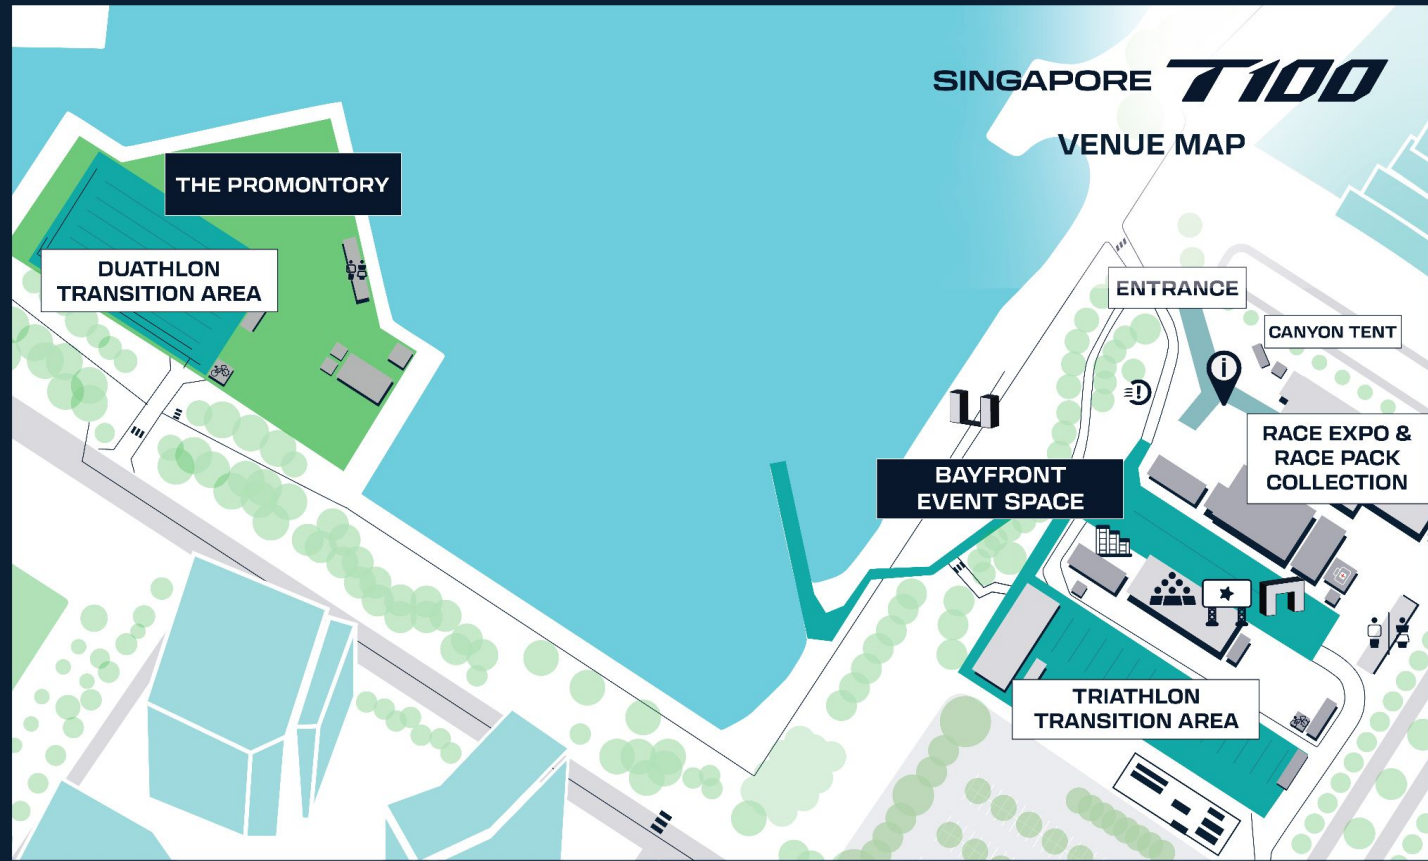 SINGAPORE T100
VENUE MAP
THE PROMONTORY
DUATHLON
TRANSITION AREA
ENTRANCE
CANYON TENT
i
RACE EXPO &
RACE PACK
COLLECTION
BAYFRONT
EVENT SPACE
TRIATHLON
TRANSITION AREA